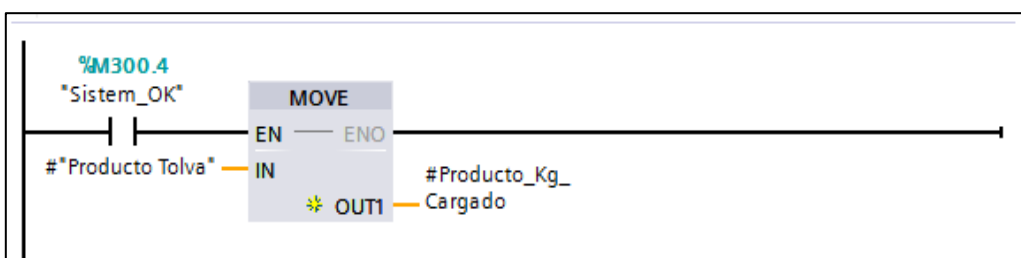 %M300.4
"Sistem_OK"
MOVE
EN
ENO
#"Producto Tolva"
IN
#Producto_Kg_
OUT1
Cargado